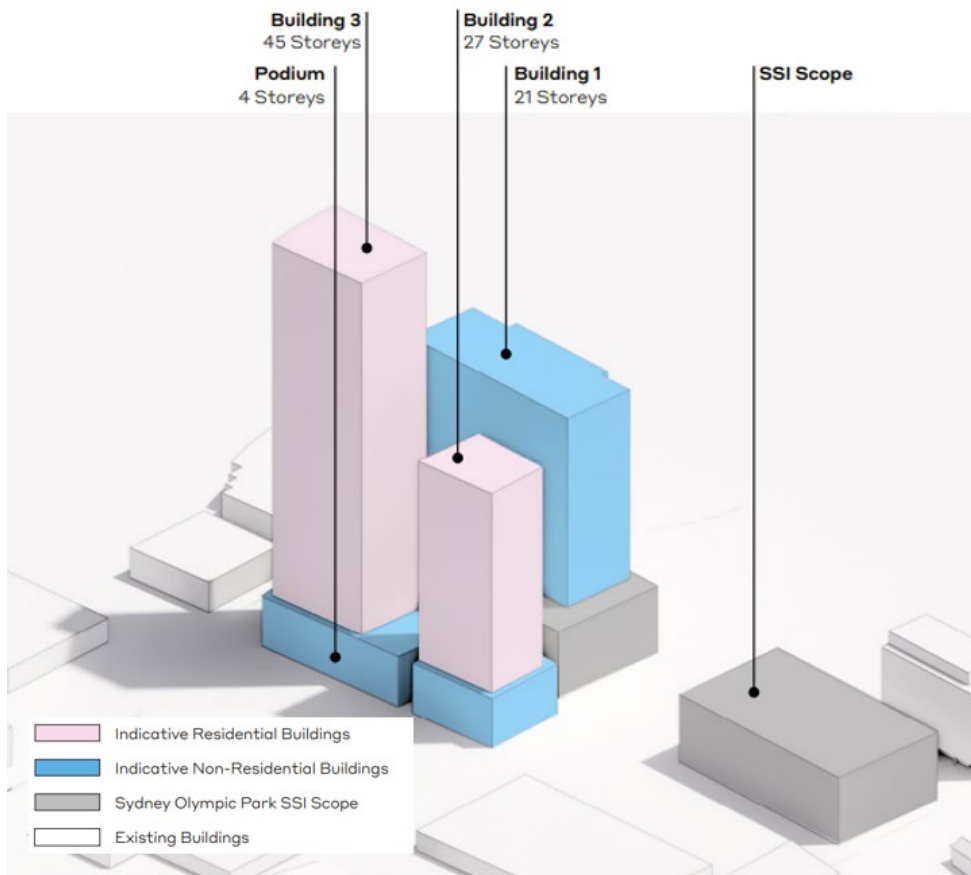 Building 3
45 Storeys
Building 2
27 Storeys
Podium
4 Storeys
Building 1
21 Storeys
SSI Scope
Indicative Residential Buildings
Indicative Non-Residential Buildings
Sydney Olympic Park SSI Scope
Existing Buildings